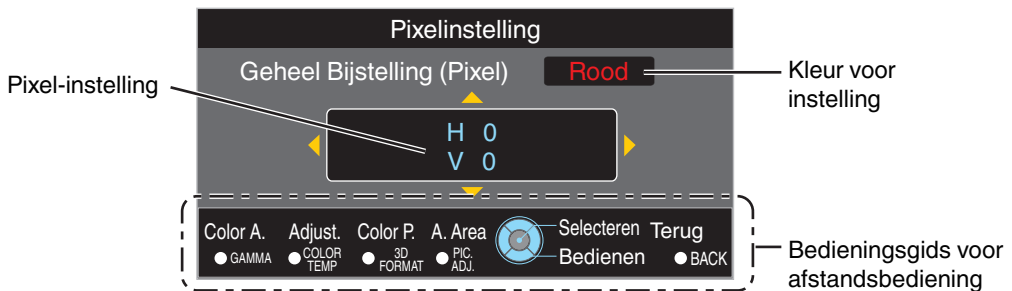 Pixelinstelling
Geheel Bijstelling (Pixel) Rood
Pixel-instelling
Kleur voor
instelling
H 0
V 0
Color A. Adjust. Color P. A. Area Selecteren Terug
GAMMA COLOR TEMP 3D FORMAT PIC. ADJ. Bedienen BACK
Bedieningsgids voor
afstandsbediening